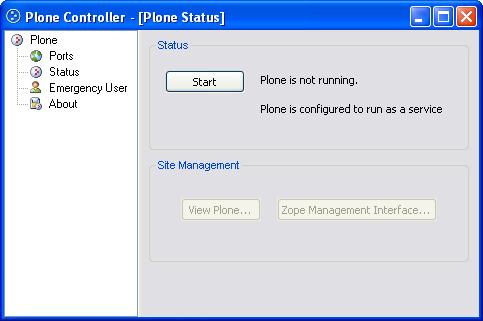 Plone Controller - [Plone Status]
Plone
Ports
Status
Emergency User
About
Status
Start
Plone is not running.
Plone is configured to run as a service
Site Management
View Plone...
Zope Management Interface...